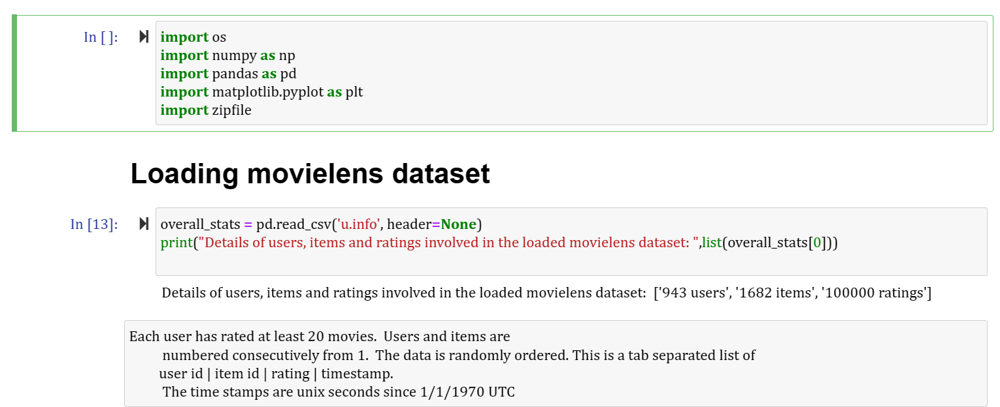 In [ ]:
import os
import numpy as np
import pandas as pd
import matplotlib.pyplot as plt
import zipfile
Loading movielens dataset
In [13]:
overall_stats = pd.read_csv('u.info', header=None)
print("Details of users, items and ratings involved in the loaded movielens dataset: ",list(overall_stats[0]))
Details of users, items and ratings involved in the loaded movielens dataset:  ['943 users', '1682 items', '100000 ratings']
Each user has rated at least 20 movies.  Users and items are
numbered consecutively from 1.  The data is randomly ordered. This is a tab separated list of
user id | item id | rating | timestamp.
The time stamps are unix seconds since 1/1/1970 UTC